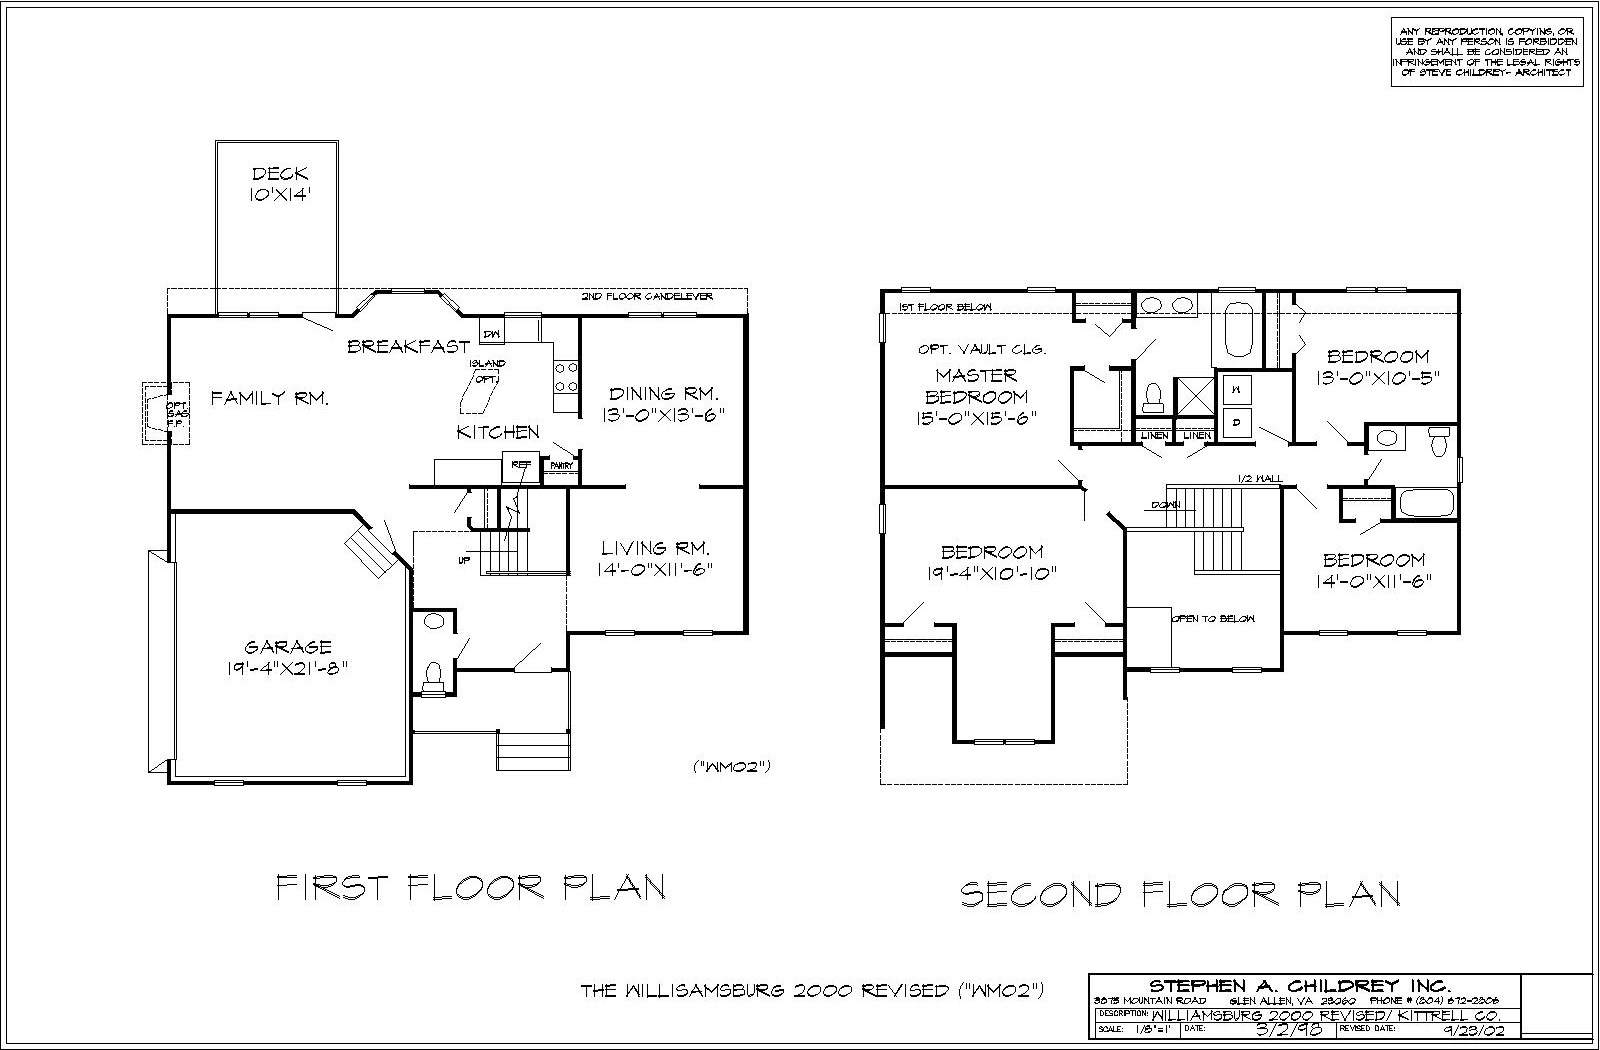 ANY REPRODUCTION, COPYING, OR
USE BY ANY PERSON IS FORBIDDEN
AND SHALL BE CONSIDERED AN
INFRINGEMENT OF THE LEGAL RIGHTS
OF STEVE CHILDREY- ARCHITECT
DECK
10'X14'
2ND FLOOR CANDELEVER
DW
BREAKFAST
ISLAND
OPT.
FAMILY RM.
OPT.
GAS
F.P.
DINING RM.
13'-0"X13'-6"
KITCHEN
REF
PANTRY
UP
LIVING RM.
14'-0"X11'-6"
GARAGE
19'-4"X21'-8"
("WM02")
FIRST FLOOR PLAN
1ST FLOOR BELOW
OPT. VAULT CLG.
MASTER
BEDROOM
15'-0"X15'-6"
W
D
LINEN
LINEN
BEDROOM
13'-0"X10'-5"
1/2 WALL
DOWN
BEDROOM
19'-4"X10'-10"
BEDROOM
14'-0"X11'-6"
OPEN TO BELOW
SECOND FLOOR PLAN
THE WILLISAMSBURG 2000 REVISED ("WM02")
STEPHEN A. CHILDREY INC.
3873 MOUNTAIN ROAD GLEN ALLEN, VA 23060 PHONE # (804) 672-2806
DESCRIPTION: WILLIAMSBURG 2000 REVISED/ KITTRELL CO.
SCALE: 1/8"=1' DATE: 3/2/98 REVISED DATE: 9/23/02